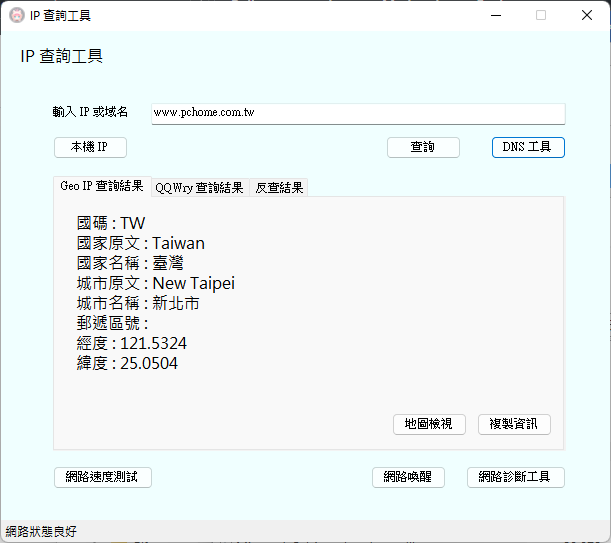 IP 查詢工具
IP 查詢工具
輸入 IP 或域名
www.pchome.com.tw
本機 IP
查詢
DNS 工具
Geo IP 查詢結果
QQWry 查詢結果
反查結果
國碼 : TW
國家原文 : Taiwan
國家名稱 : 臺灣
城市原文 : New Taipei
城市名稱 : 新北市
郵遞區號 :
經度 : 121.5324
緯度 : 25.0504
地圖檢視
複製資訊
網路速度測試
網路喚醒
網路診斷工具
網路狀態良好